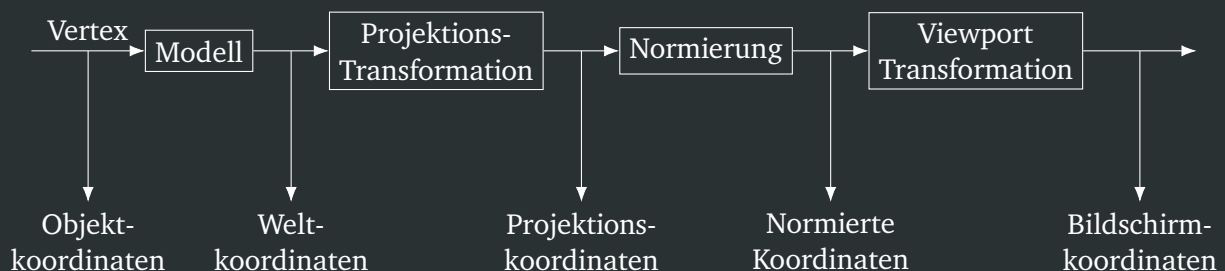 Vertex
Modell
Projektions-
Transformation
Normierung
Viewport
Transformation
Objekt-
koordinaten
Welt-
koordinaten
Projektions-
koordinaten
Normierte
Koordinaten
Bildschirm-
koordinaten